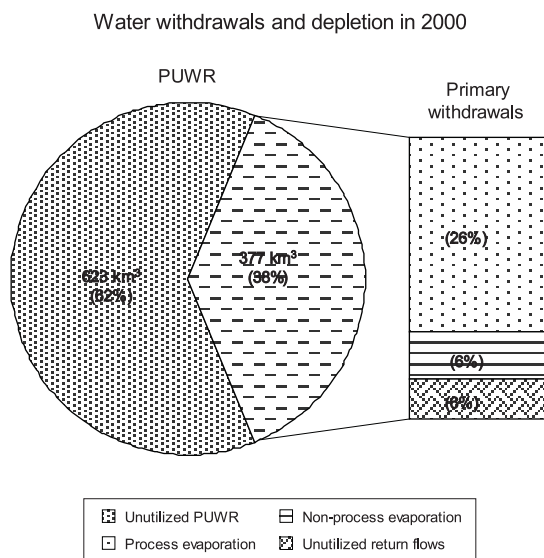 Water withdrawals and depletion in 2000
PUWR
Primary
withdrawals
623 km³
(62%)
377 km³
(38%)
(26%)
(6%)
(6%)
Unutilized PUWR
Non-process evaporation
Process evaporation
Unutilized return flows